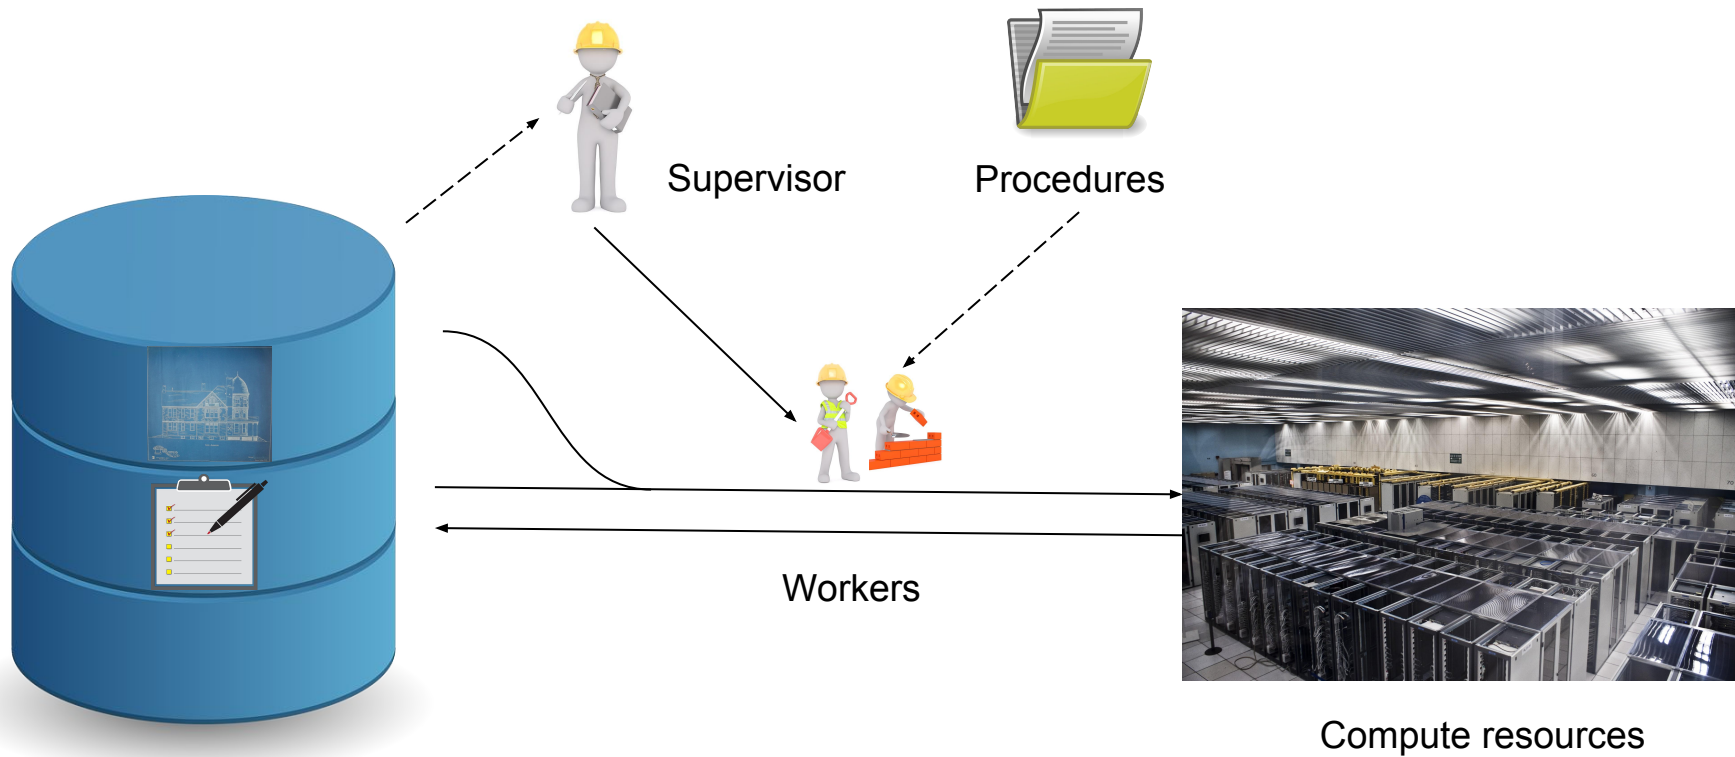 Supervisor
Procedures
Workers
Compute resources